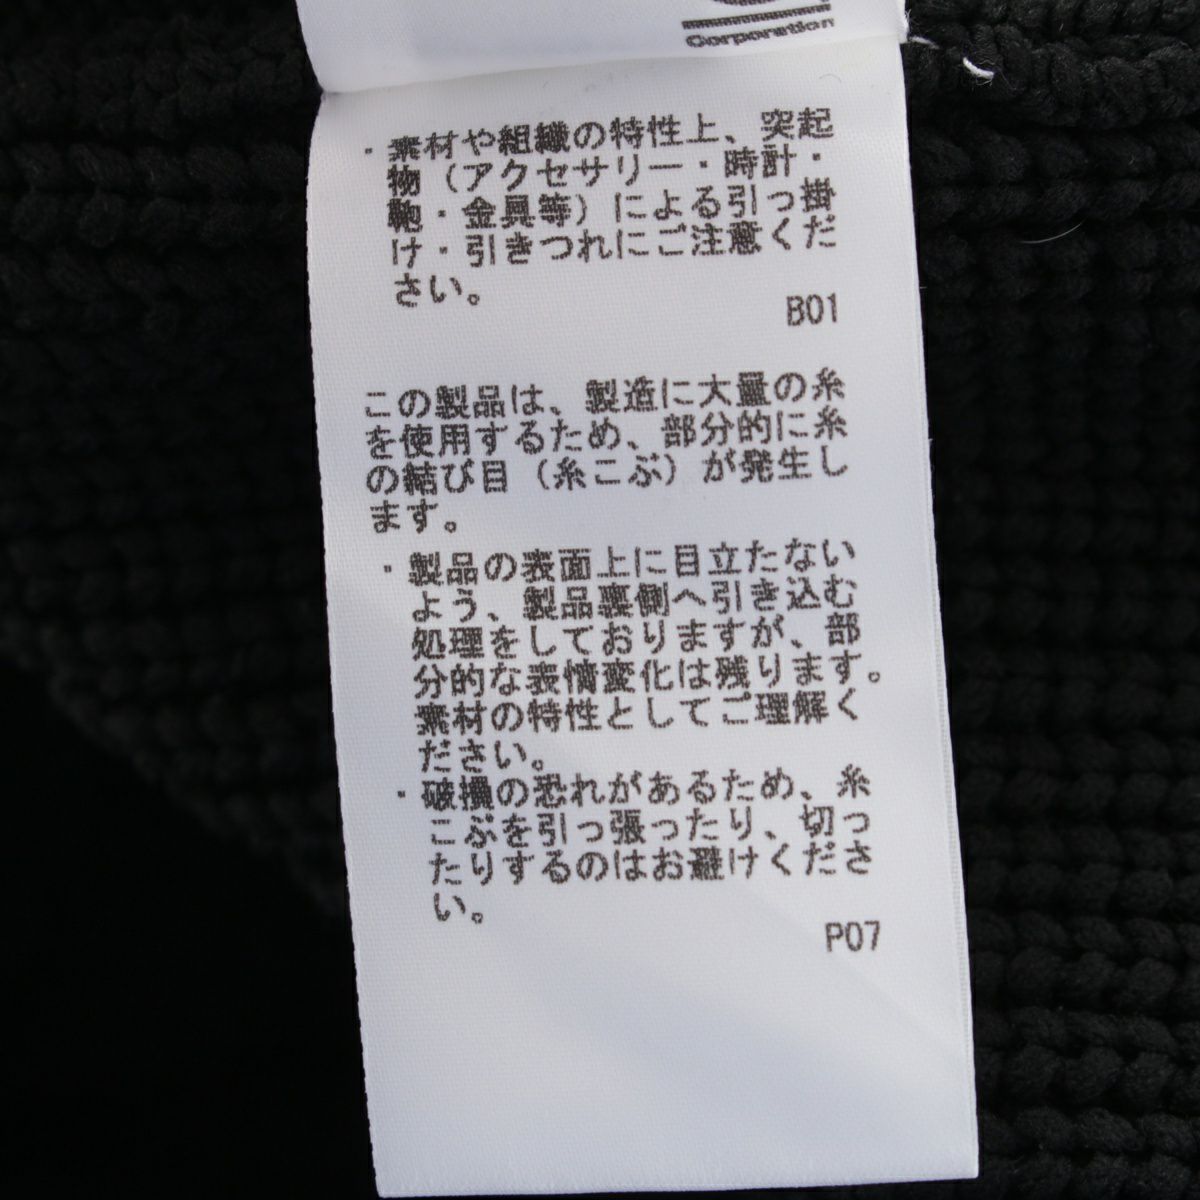 Corporation
・素材や組織の特性上、突起
物（アクセサリー・時計・
鞄・金具等）による引っ掛
け・引きつれにご注意くだ
さい。
B01
この製品は、製造に大量の糸
を使用するため、部分的に糸
の結び目（糸こぶ）が発生し
ます。
・製品の表面上に目立たない
よう、製品裏側へ引き込む
処理をしておりますが、部
分的な表情変化は残ります。
素材の特性としてご理解く
ださい。
・破損の恐れがあるため、糸
こぶを引っ張ったり、切っ
たりするのはお避けくださ
い。
P07